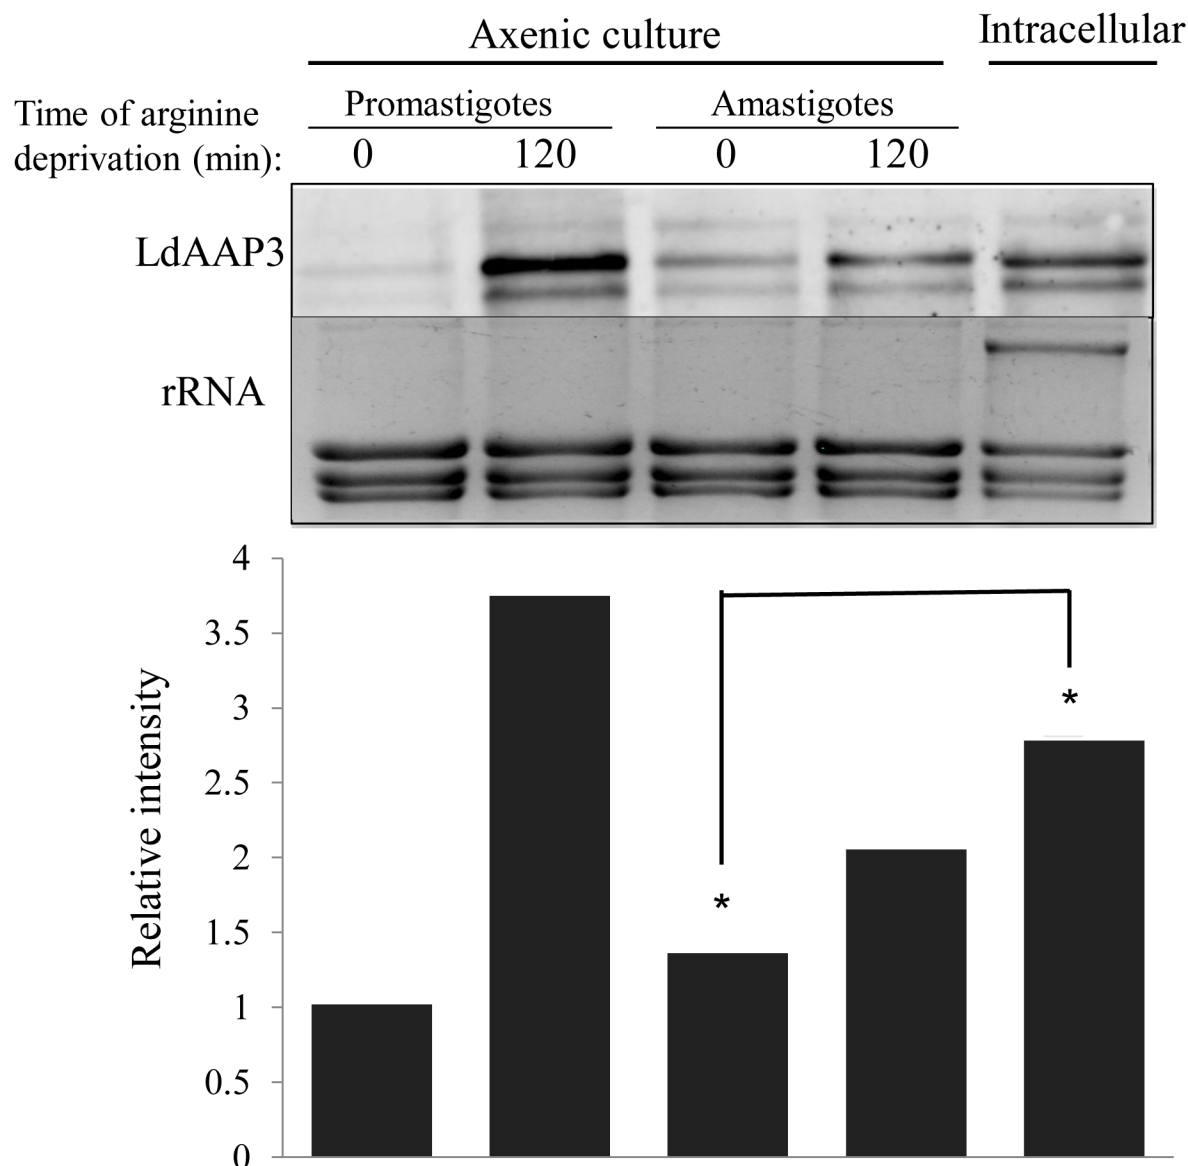 Axenic culture
Intracellular
Promastigotes
Amastigotes
Time of arginine
deprivation (min):
0
120
0
120
LdAAP3
rRNA
4
3.5
3
2.5
2
1.5
1
0.5
0
Relative intensity
*
*